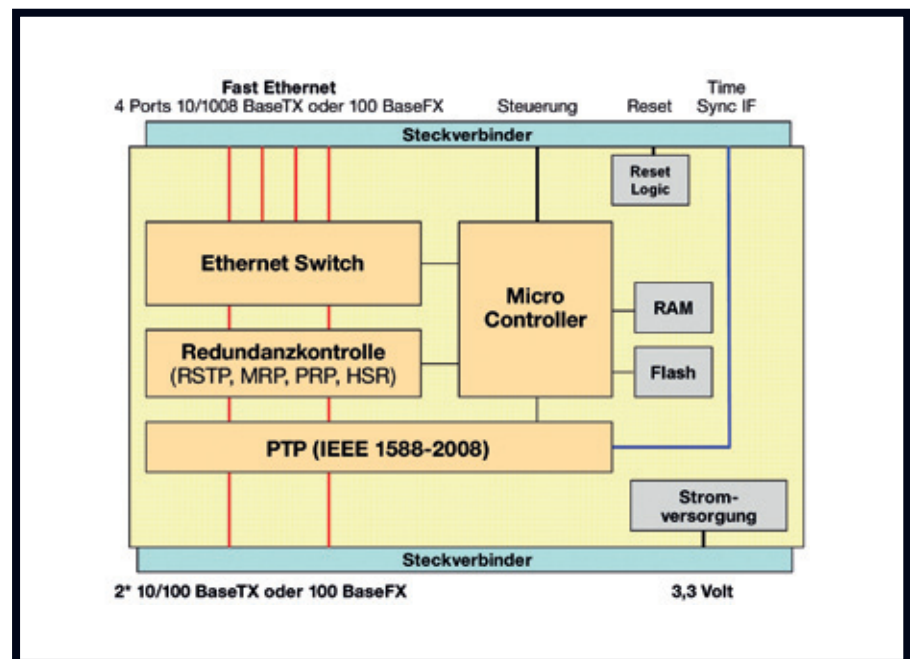 Fast Ethernet
4 Ports 10/1008 BaseTX oder 100 BaseFX
Steuerung
Reset
Time
Sync IF
Steckverbinder
Reset
Logic
Ethernet Switch
Micro
Controller
RAM
Redundanzkontrolle
(RSTP, MRP, PRP, HSR)
Flash
PTP (IEEE 1588-2008)
Strom-
versorgung
Steckverbinder
2* 10/100 BaseTX oder 100 BaseFX
3,3 Volt